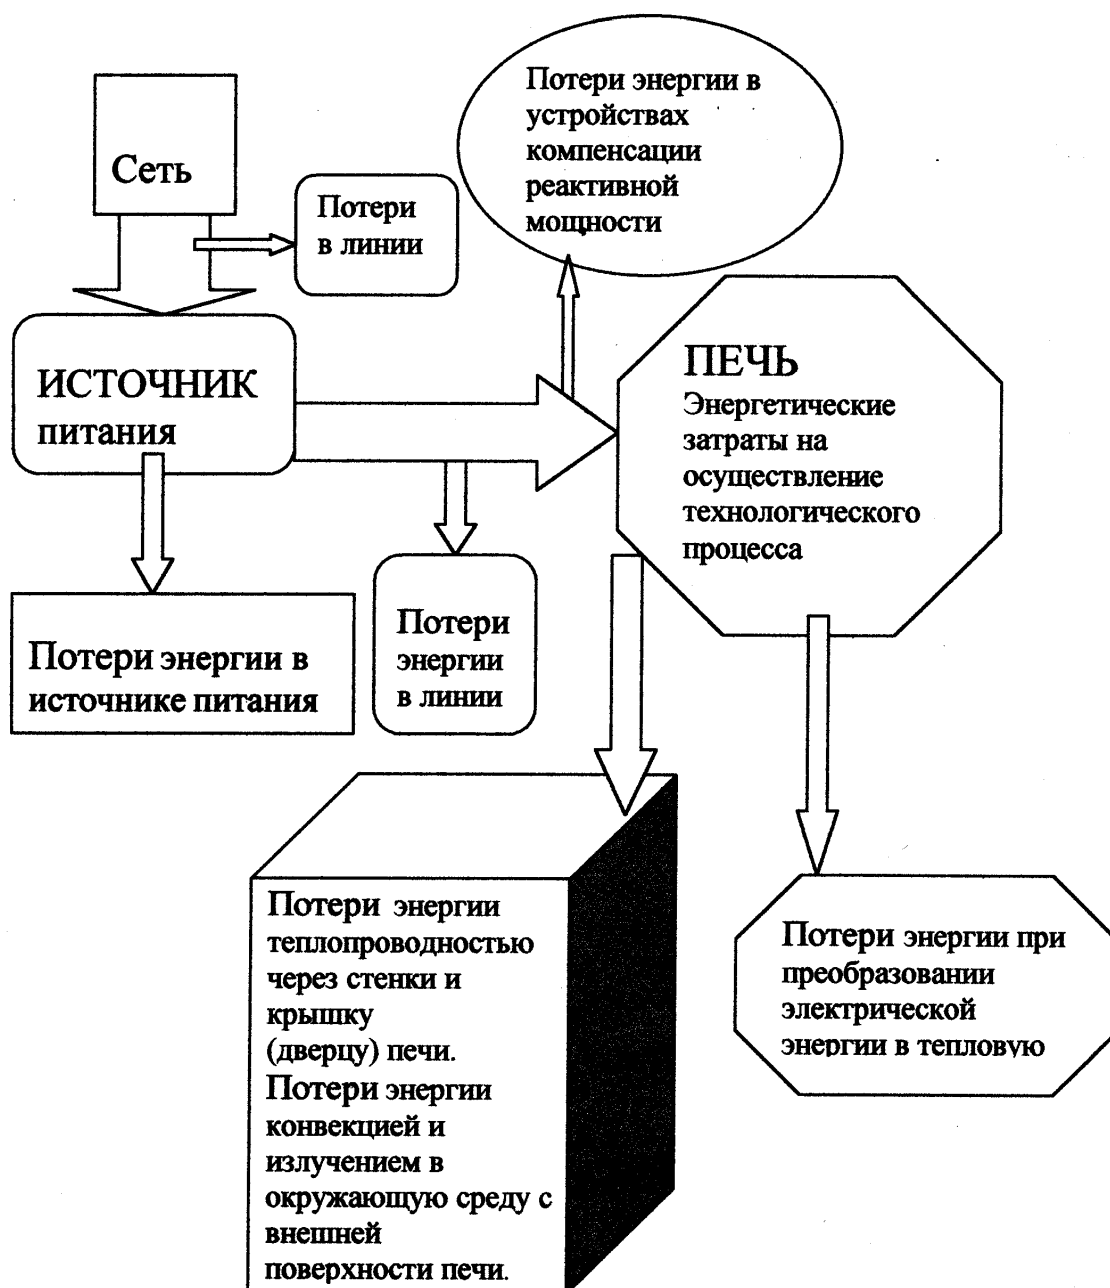 Сеть
Потери
в линии
Потери энергии в
устройствах
компенсации
реактивной
мощности
ИСТОЧНИК
питания
ПЕЧЬ
Энергетические
затраты на
осуществление
технологического
процесса
Потери энергии в
источнике питания
Потери
энергии
в линии
Потери энергии
теплопроводностью
через стенки и
крышку
(дверцу) печи.
Потери энергии
конвекцией и
излучением в
окружающую среду с
внешней
поверхности печи.
Потери энергии при
преобразовании
электрической
энергии в тепловую